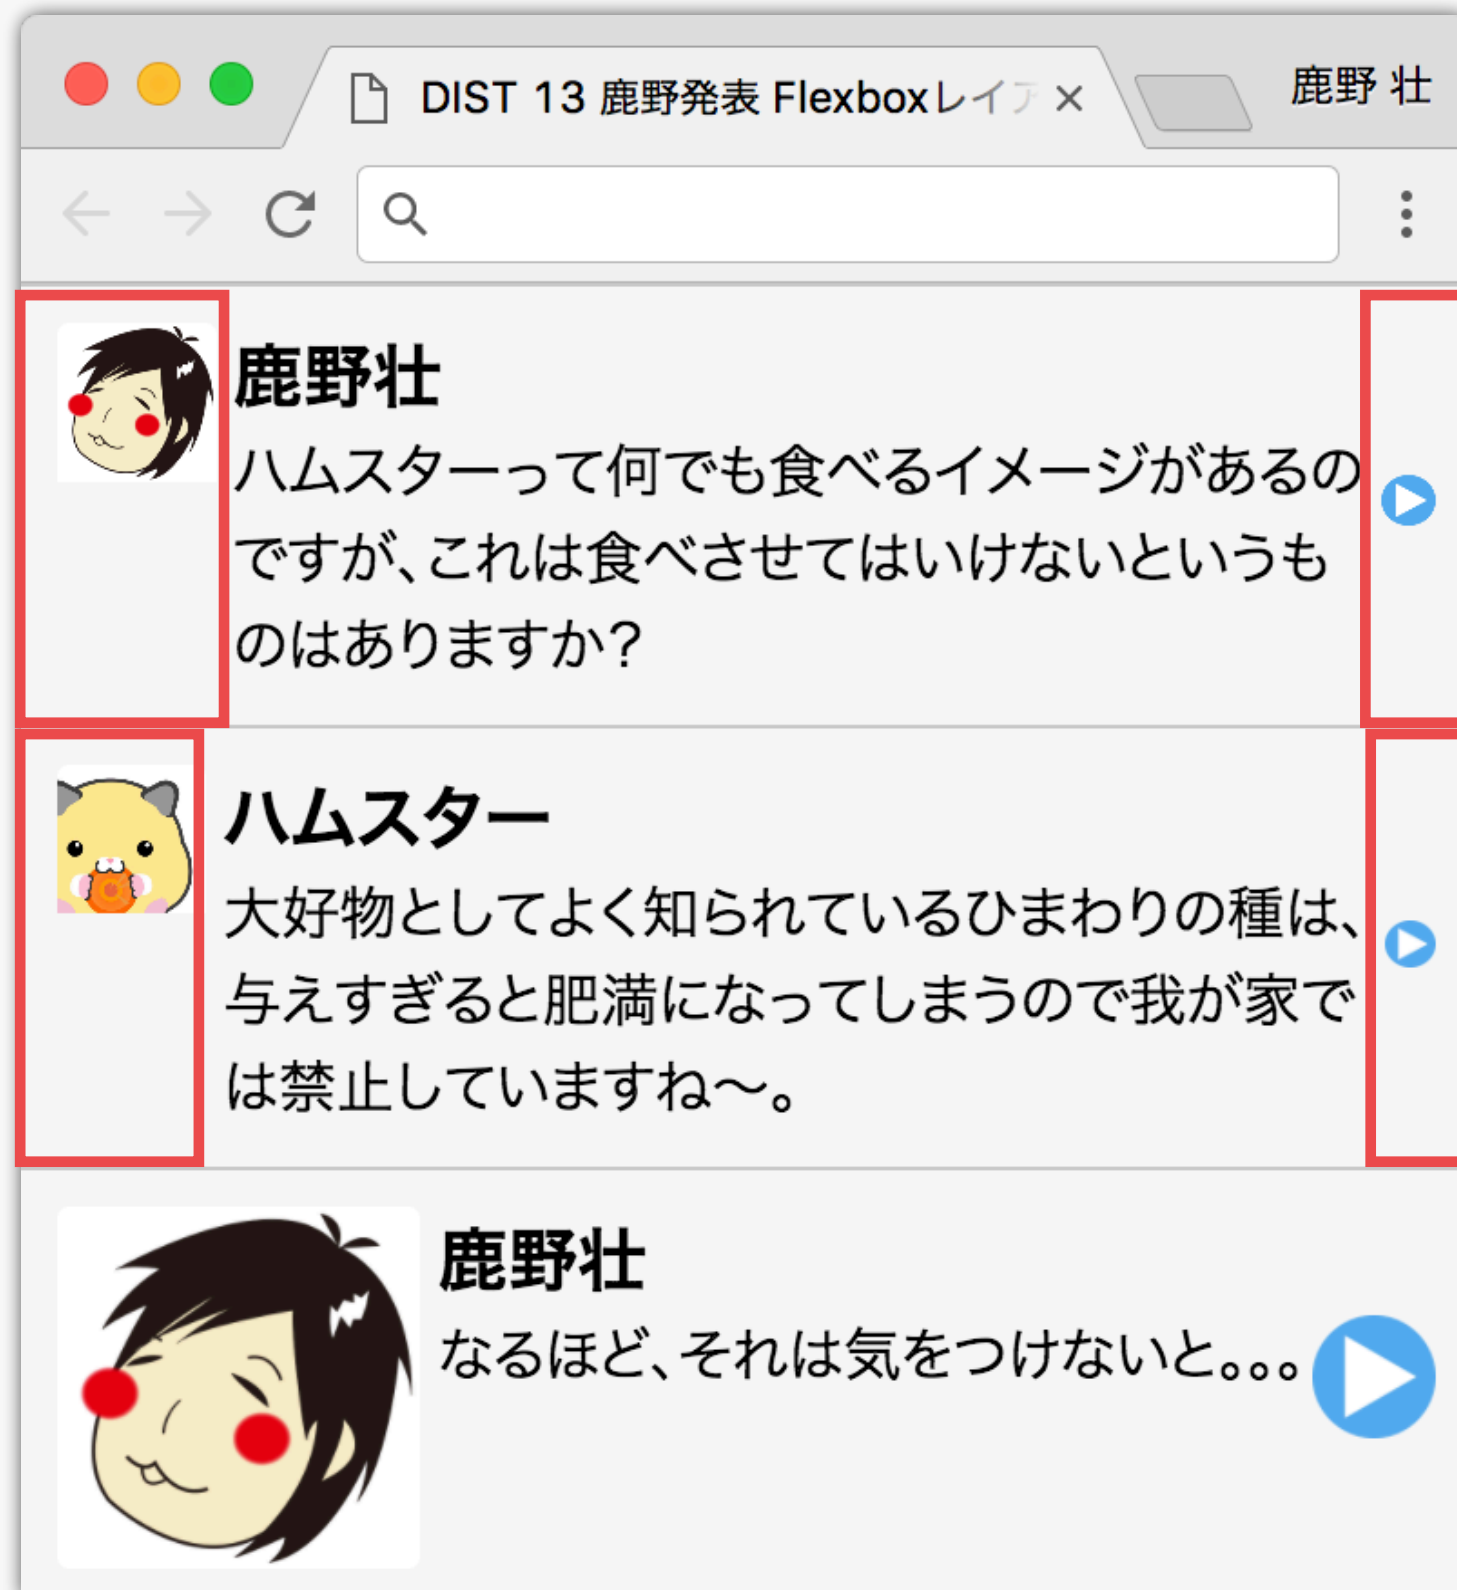 DIST 13 鹿野発表 Flexboxレイア
鹿野 壮
鹿野壮
ハムスターって何でも食べるイメージがあるの
ですが、これは食べさせてはいけないというも
のはありますか？
ハムスター
大好物としてよく知られているひまわりの種は、
与えすぎると肥満になってしまうので我が家で
は禁止していますね〜。
鹿野壮
なるほど、それは気をつけないと。。。